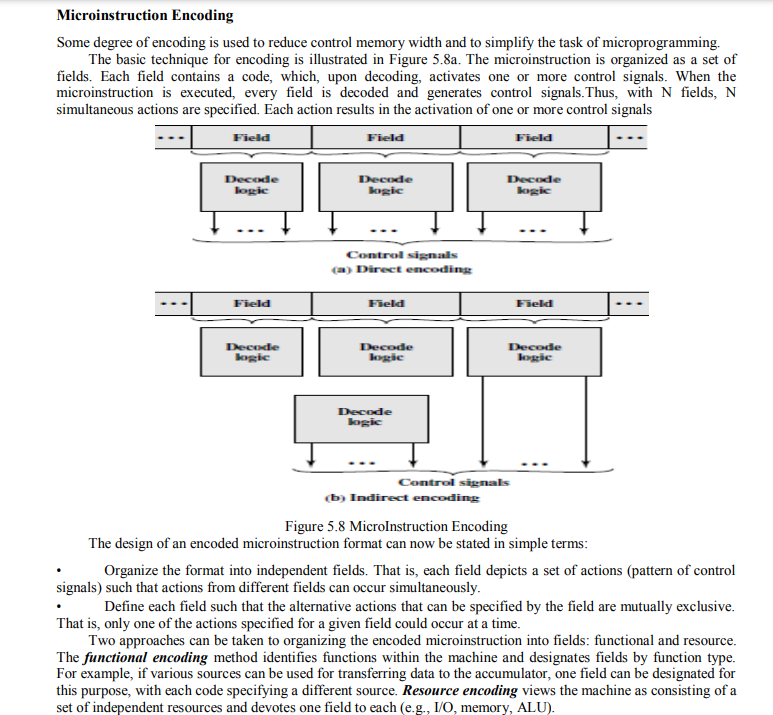 Microinstruction Encoding
Some degree of encoding is used to reduce control memory width and to simplify the task of microprogramming.
The basic technique for encoding is illustrated in Figure 5.8a. The microinstruction is organized as a set of
fields. Each field contains a code, which, upon decoding, activates one or more control signals. When the
microinstruction is executed, every field is decoded and generates control signals.Thus, with N fields, N
simultaneous actions are specified. Each action results in the activation of one or more control signals
••• Field Field Field •••
Decode Decode Decode
logic logic logic
••• ••• •••
Control signals
(a) Direct encoding
••• Field Field Field •••
Decode Decode Decode
logic logic logic
Decode
logic
••• •••
Control signals
(b) Indirect encoding
Figure 5.8 MicroInstruction Encoding
The design of an encoded microinstruction format can now be stated in simple terms:
• Organize the format into independent fields. That is, each field depicts a set of actions (pattern of control
signals) such that actions from different fields can occur simultaneously.
• Define each field such that the alternative actions that can be specified by the field are mutually exclusive.
That is, only one of the actions specified for a given field could occur at a time.
Two approaches can be taken to organizing the encoded microinstruction into fields: functional and resource.
The functional encoding method identifies functions within the machine and designates fields by function type.
For example, if various sources can be used for transferring data to the accumulator, one field can be designated for
this purpose, with each code specifying a different source. Resource encoding views the machine as consisting of a
set of independent resources and devotes one field to each (e.g., I/O, memory, ALU).